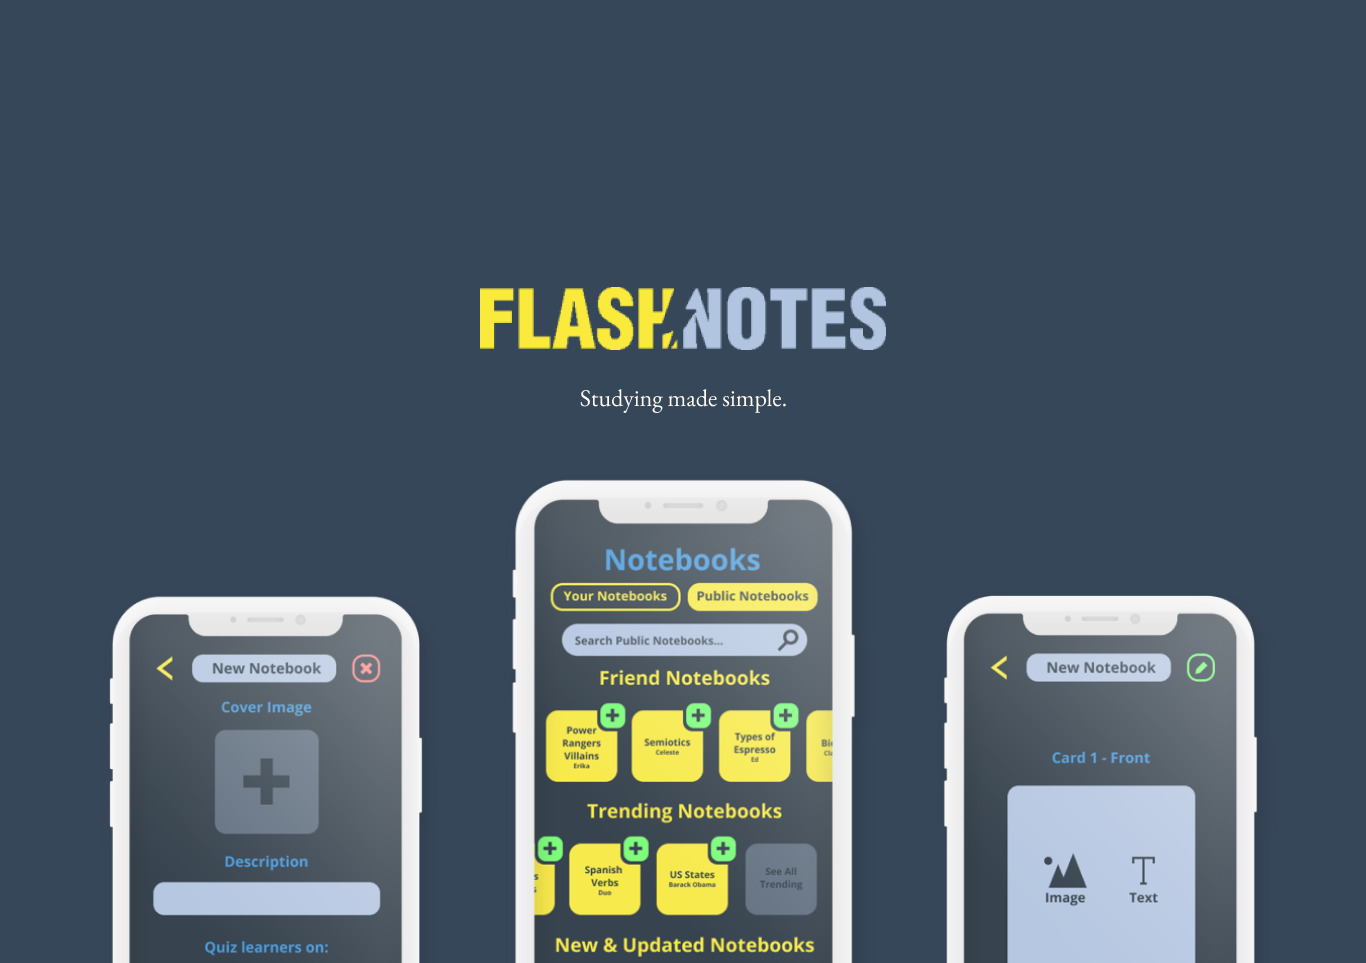 FLASHNOTES
Studying made simple.
New Notebook
Cover Image
Description
Quiz learners on:
Notebooks
Your Notebooks
Public Notebooks
Search Public Notebooks...
Friend Notebooks
Power
Rangers
Villains
Erika
Semiotics
Celeste
Types of
Espresso
Ed
Trending Notebooks
Spanish
Verbs
Duo
US States
Barack Obama
See All
Trending
New & Updated Notebooks
New Notebook
Card 1 - Front
Image
Text